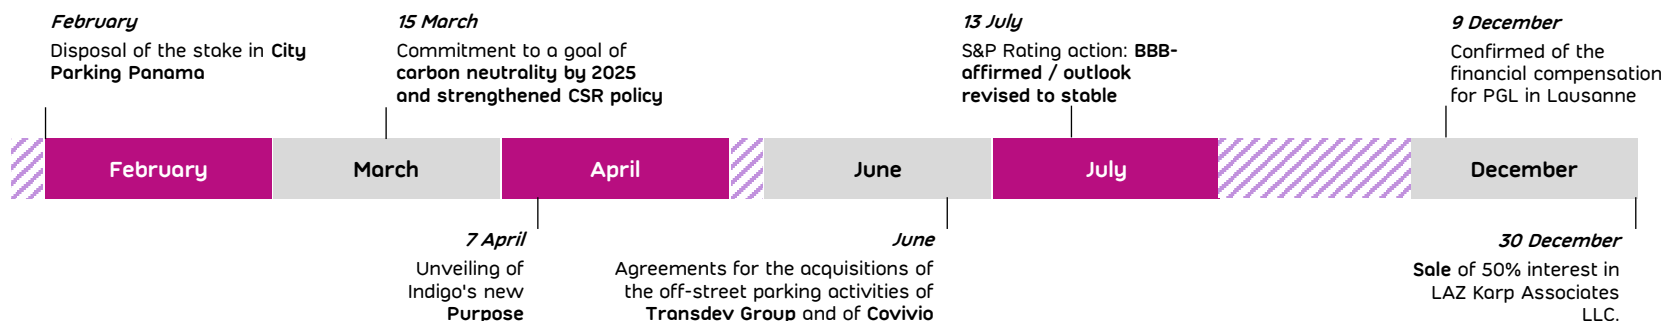 February
Disposal of the stake in City
Parking Panama
15 March
Commitment to a goal of
carbon neutrality by 2025
and strengthened CSR policy
13 July
S&P Rating action: BBB-
affirmed / outlook
revised to stable
9 December
Confirmed of the
financial compensation
for PGL in Lausanne
February
March
April
June
July
December
7 April
Unveiling of
Indigo's new
Purpose
June
Agreements for the acquisitions of
the off-street parking activities of
Transdev Group and of Covivio
30 December
Sale of 50% interest in
LAZ Karp Associates
LLC.